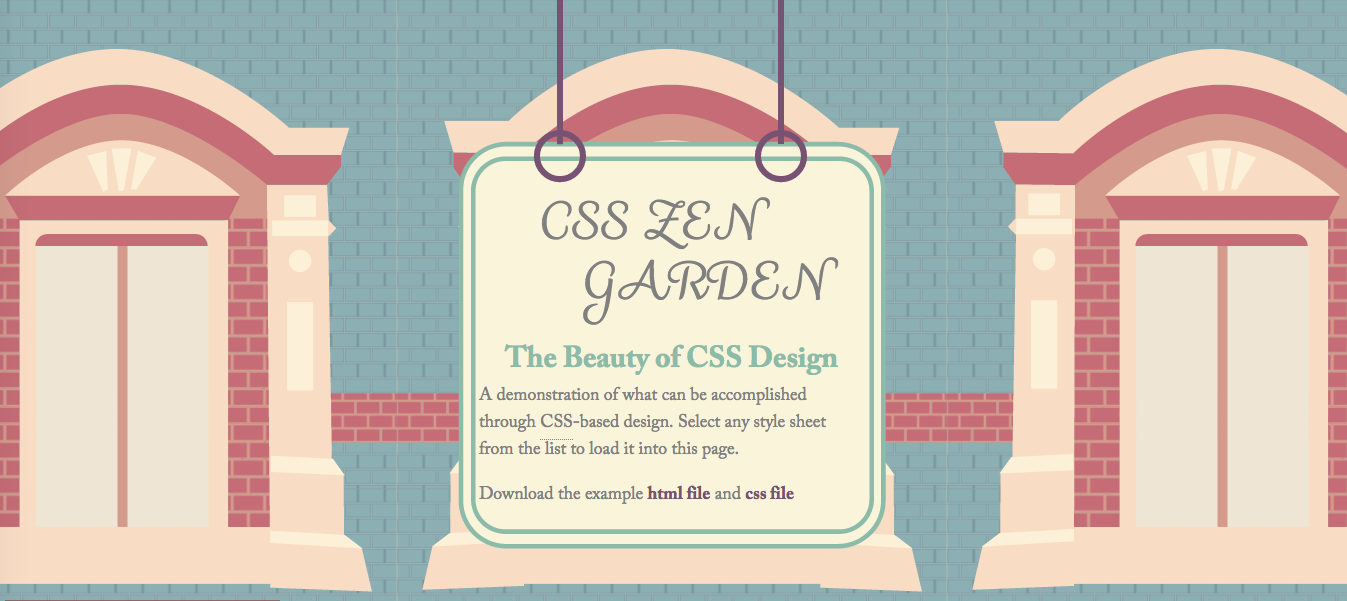 CSS ZEN
GARDEN
The Beauty of CSS Design
A demonstration of what can be accomplished
through CSS-based design. Select any style sheet
from the list to load it into this page.
Download the example html file and css file